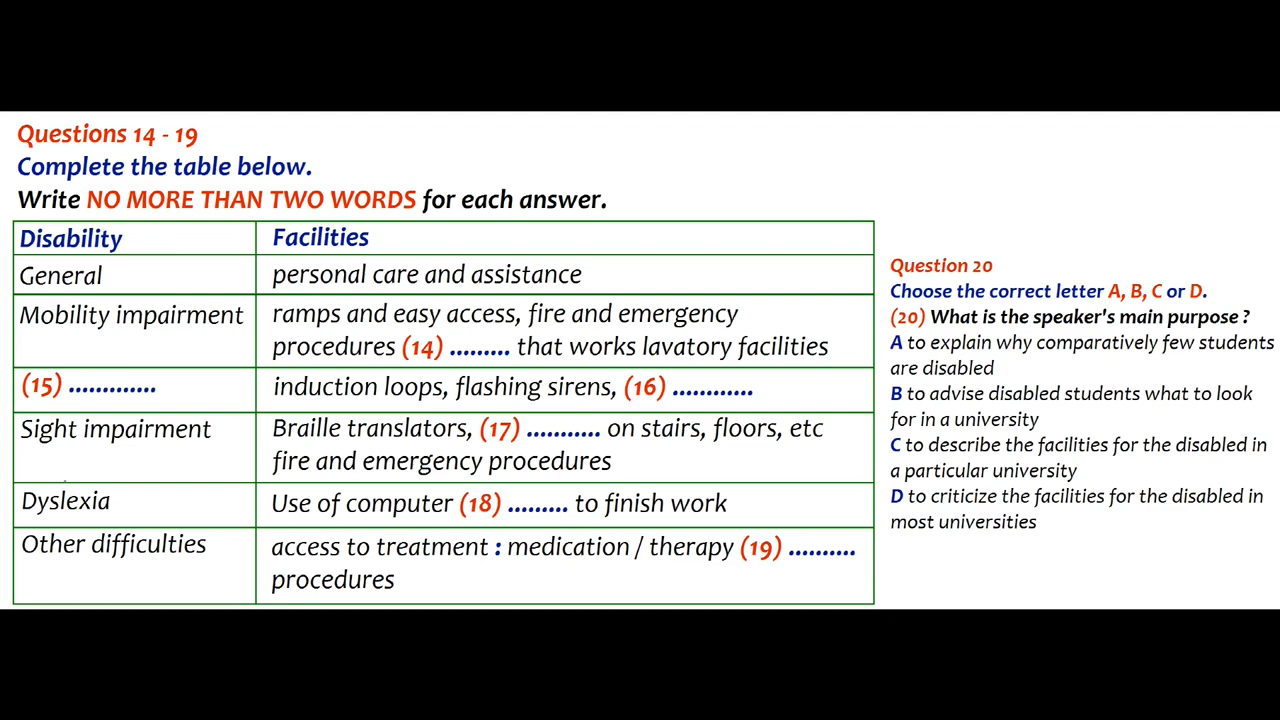 Questions 14 - 19
Complete the table below.
Write NO MORE THAN TWO WORDS for each answer.
Disability Facilities
General personal care and assistance
Mobility impairment ramps and easy access, fire and emergency
procedures (14) ......... that works lavatory facilities
(15) ............. induction loops, flashing sirens, (16) ............
Sight impairment Braille translators, (17) ........... on stairs, floors, etc
fire and emergency procedures
Dyslexia Use of computer (18) ......... to finish work
Other difficulties access to treatment : medication / therapy (19) ..........
procedures
Question 20
Choose the correct letter A, B, C or D.
(20) What is the speaker's main purpose ?
A to explain why comparatively few students
are disabled
B to advise disabled students what to look
for in a university
C to describe the facilities for the disabled in
a particular university
D to criticize the facilities for the disabled in
most universities